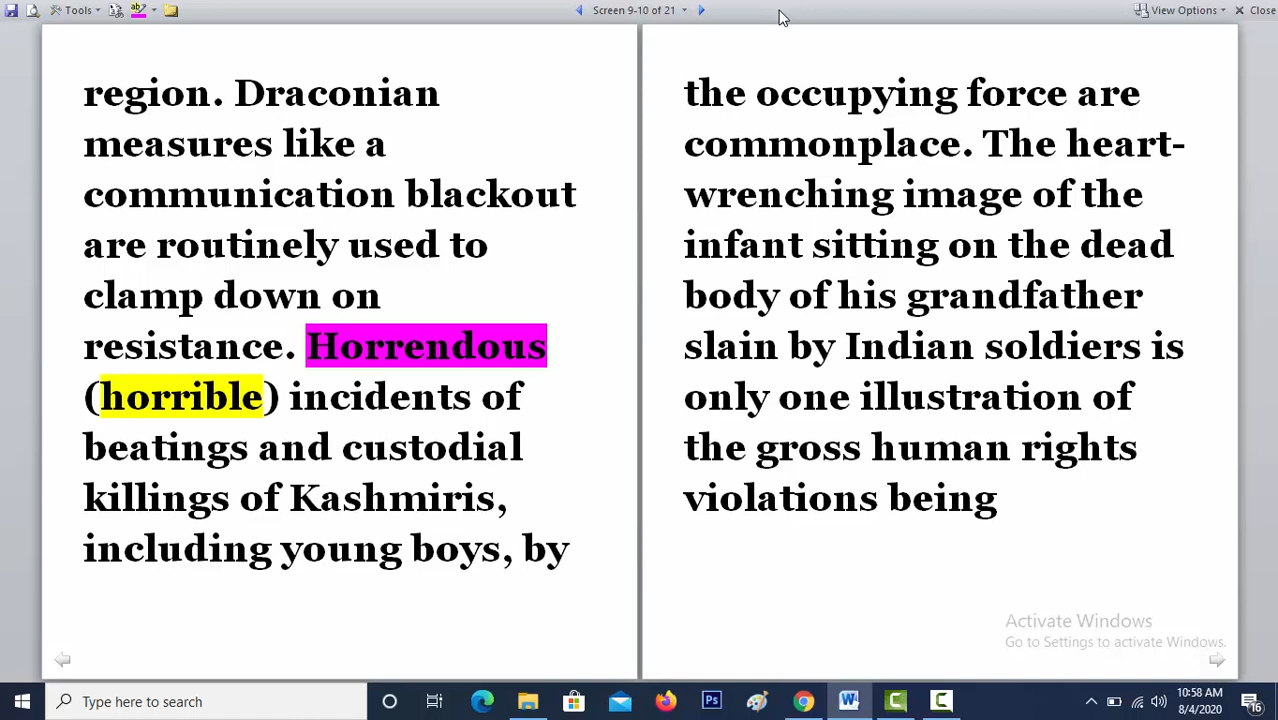 Tools
Screen 9-10 of 21
View Options
Close
region. Draconian
measures like a
communication blackout
are routinely used to
clamp down on
resistance. Horrendous
(horrible) incidents of
beatings and custodial
killings of Kashmiris,
including young boys, by
the occupying force are
commonplace. The heart-
wrenching image of the
infant sitting on the dead
body of his grandfather
slain by Indian soldiers is
only one illustration of
the gross human rights
violations being
Activate Windows
Go to Settings to activate Windows.
Type here to search
Ps
W
10:58 AM
8/4/2020
16